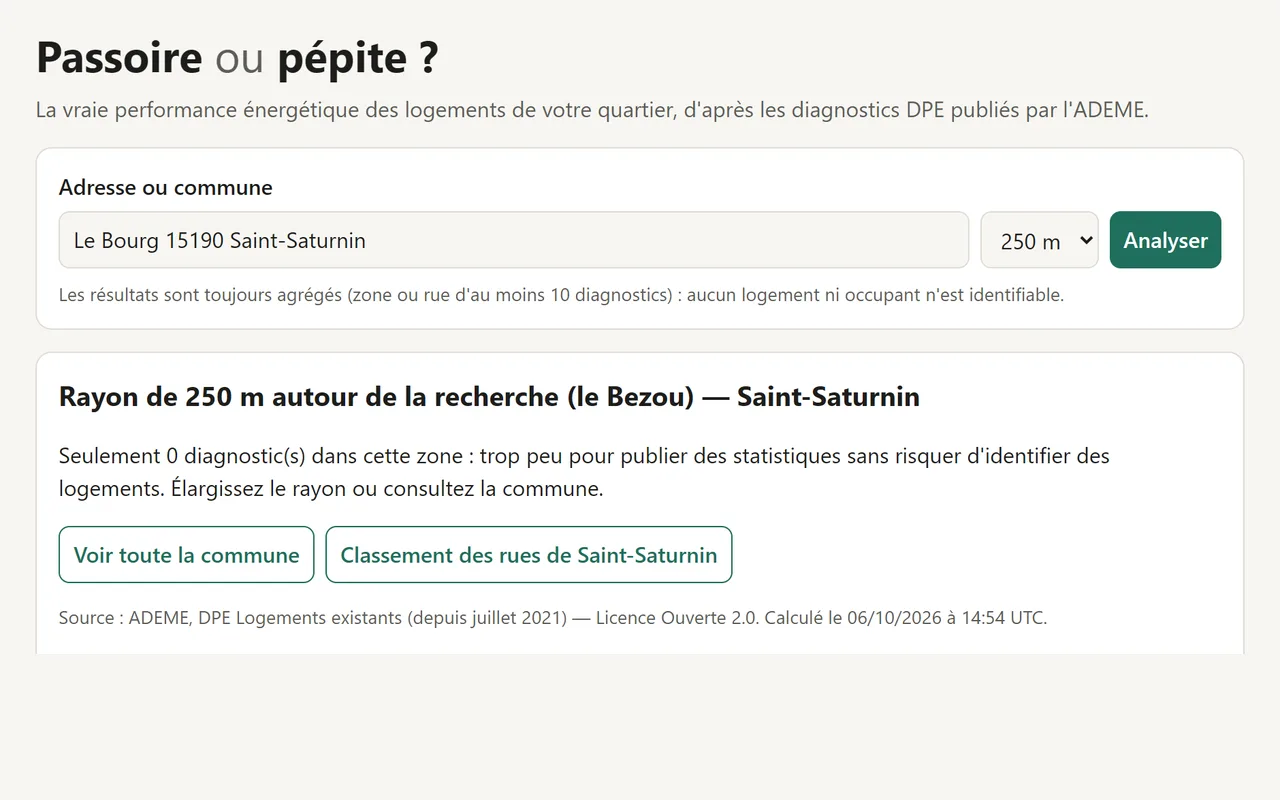 Passoire ou pépite ?
La vraie performance énergétique des logements de votre quartier, d'après les diagnostics DPE publiés par l'ADEME.
Adresse ou commune
Le Bourg 15190 Saint-Saturnin
250 m
Analyser
Les résultats sont toujours agrégés (zone ou rue d'au moins 10 diagnostics) : aucun logement ni occupant n'est identifiable.
Rayon de 250 m autour de la recherche (le Bezou) — Saint-Saturnin
Seulement 0 diagnostic(s) dans cette zone : trop peu pour publier des statistiques sans risquer d'identifier des
logements. Élargissez le rayon ou consultez la commune.
Voir toute la commune
Classement des rues de Saint-Saturnin
Source : ADEME, DPE Logements existants (depuis juillet 2021) — Licence Ouverte 2.0. Calculé le 06/10/2026 à 14:54 UTC.